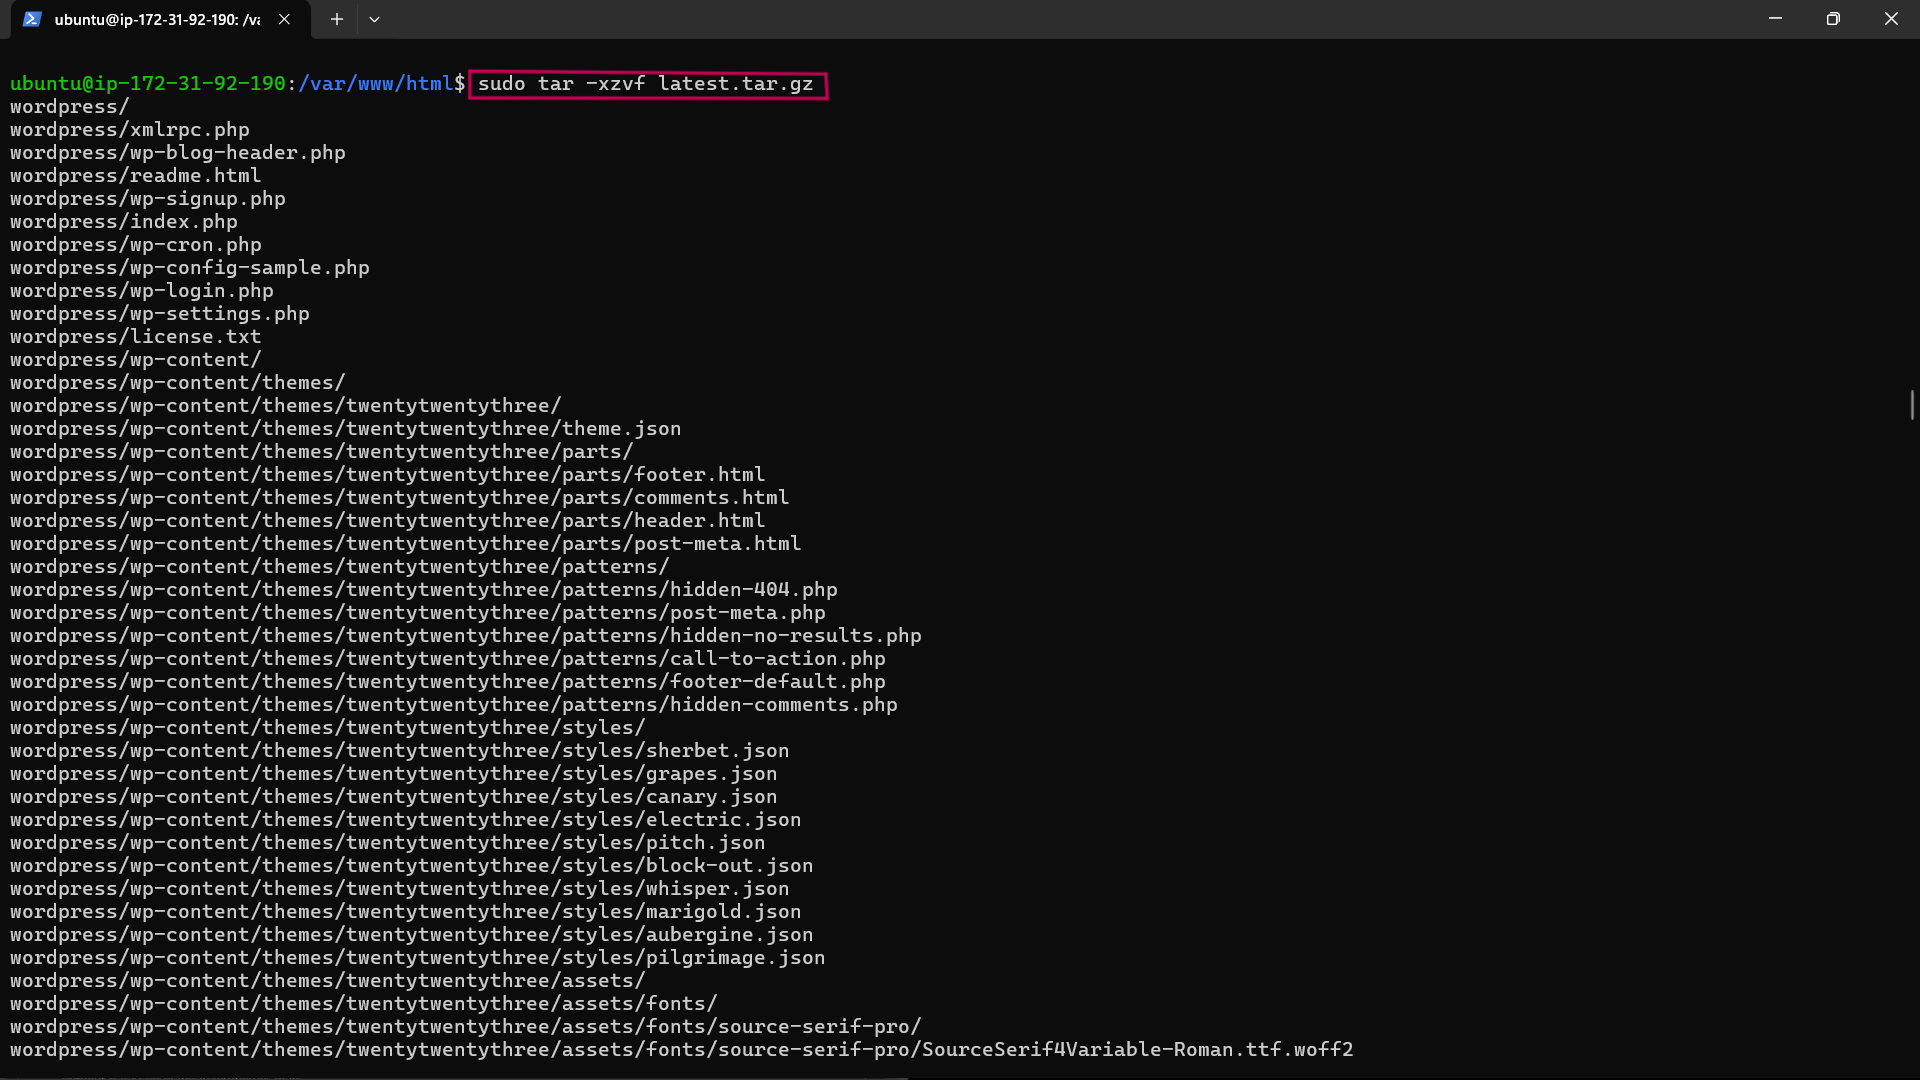 ubuntu@ip-172-31-92-190: /va
ubuntu@ip-172-31-92-190:/var/www/html$ sudo tar -xzvf latest.tar.gz
wordpress/
wordpress/xmlrpc.php
wordpress/wp-blog-header.php
wordpress/readme.html
wordpress/wp-signup.php
wordpress/index.php
wordpress/wp-cron.php
wordpress/wp-config-sample.php
wordpress/wp-login.php
wordpress/wp-settings.php
wordpress/license.txt
wordpress/wp-content/
wordpress/wp-content/themes/
wordpress/wp-content/themes/twentytwentythree/
wordpress/wp-content/themes/twentytwentythree/theme.json
wordpress/wp-content/themes/twentytwentythree/parts/
wordpress/wp-content/themes/twentytwentythree/parts/footer.html
wordpress/wp-content/themes/twentytwentythree/parts/comments.html
wordpress/wp-content/themes/twentytwentythree/parts/header.html
wordpress/wp-content/themes/twentytwentythree/parts/post-meta.html
wordpress/wp-content/themes/twentytwentythree/patterns/
wordpress/wp-content/themes/twentytwentythree/patterns/hidden-404.php
wordpress/wp-content/themes/twentytwentythree/patterns/post-meta.php
wordpress/wp-content/themes/twentytwentythree/patterns/hidden-no-results.php
wordpress/wp-content/themes/twentytwentythree/patterns/call-to-action.php
wordpress/wp-content/themes/twentytwentythree/patterns/footer-default.php
wordpress/wp-content/themes/twentytwentythree/patterns/hidden-comments.php
wordpress/wp-content/themes/twentytwentythree/styles/
wordpress/wp-content/themes/twentytwentythree/styles/sherbet.json
wordpress/wp-content/themes/twentytwentythree/styles/grapes.json
wordpress/wp-content/themes/twentytwentythree/styles/canary.json
wordpress/wp-content/themes/twentytwentythree/styles/electric.json
wordpress/wp-content/themes/twentytwentythree/styles/pitch.json
wordpress/wp-content/themes/twentytwentythree/styles/block-out.json
wordpress/wp-content/themes/twentytwentythree/styles/whisper.json
wordpress/wp-content/themes/twentytwentythree/styles/marigold.json
wordpress/wp-content/themes/twentytwentythree/styles/aubergine.json
wordpress/wp-content/themes/twentytwentythree/styles/pilgrimage.json
wordpress/wp-content/themes/twentytwentythree/assets/
wordpress/wp-content/themes/twentytwentythree/assets/fonts/
wordpress/wp-content/themes/twentytwentythree/assets/fonts/source-serif-pro/
wordpress/wp-content/themes/twentytwentythree/assets/fonts/source-serif-pro/SourceSerif4Variable-Roman.ttf.woff2